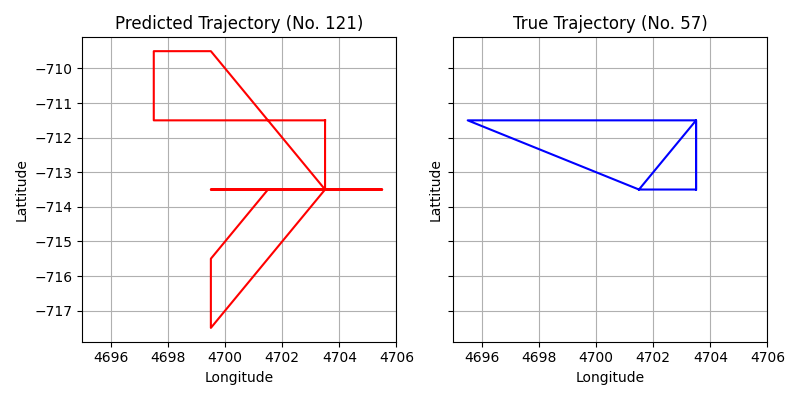 Predicted Trajectory (No. 121)
True Trajectory (No. 57)
Lattitude
−710
−711
−712
−713
−714
−715
−716
−717
4696 4698 4700 4702 4704 4706
Longitude
Lattitude
4696 4698 4700 4702 4704 4706
Longitude